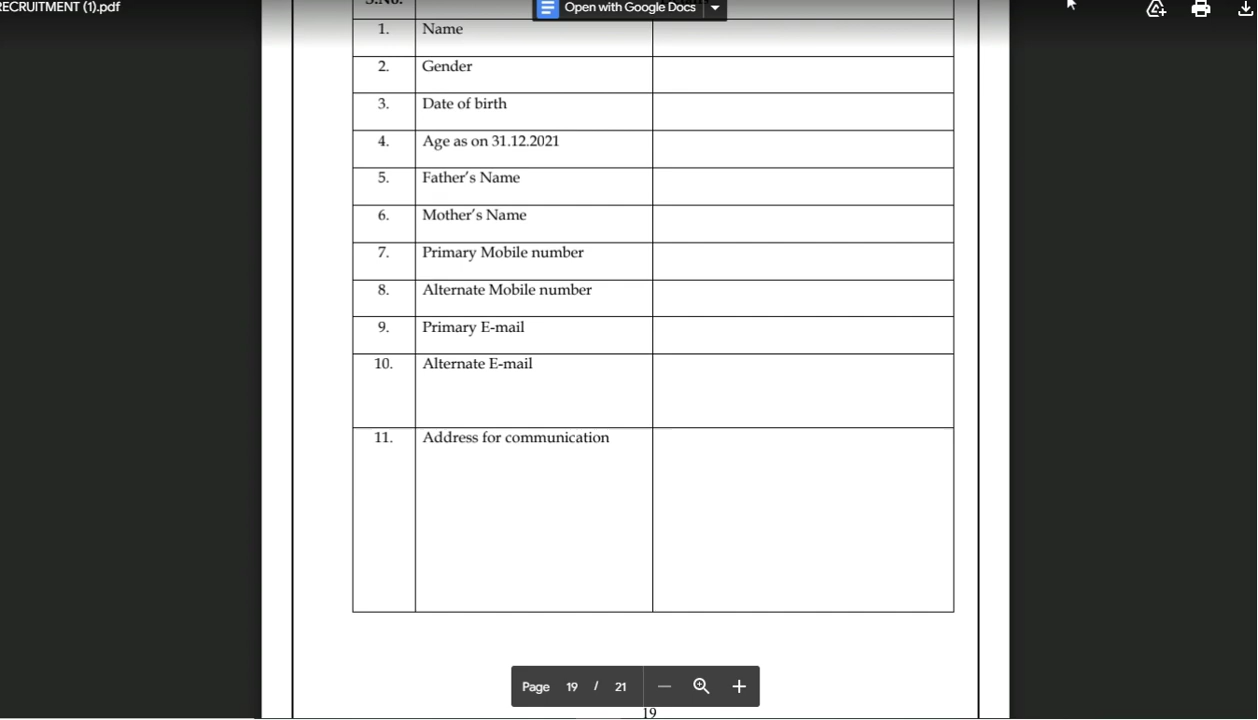 ECRUITMENT (1).pdf
Open with Google Docs
S.No.
1. Name
2. Gender
3. Date of birth
4. Age as on 31.12.2021
5. Father's Name
6. Mother's Name
7. Primary Mobile number
8. Alternate Mobile number
9. Primary E-mail
10. Alternate E-mail
11. Address for communication
Page 19 / 21
19